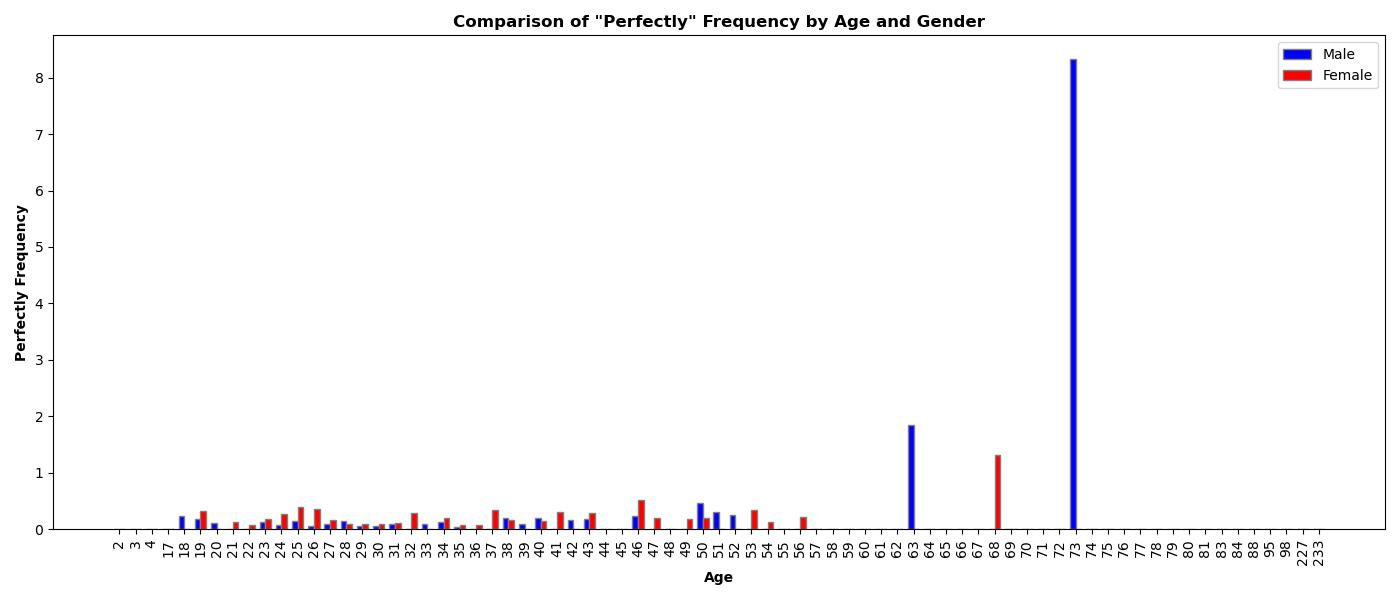 Comparison of "Perfectly" Frequency by Age and Gender
Male
Female
Perfectly Frequency
8
7
6
5
4
3
2
1
0
2 3 4 17 18 19 20 21 22 23 24 25 26 27 28 29 30 31 32 33 34 35 36 37 38 39 40 41 42 43 44 45 46 47 48 49 50 51 52 53 54 55 56 57 58 59 60 61 62 63 64 65 66 67 68 69 70 71 72 73 74 75 76 77 78 79 80 81 83 84 88 95 98 227 233
Age